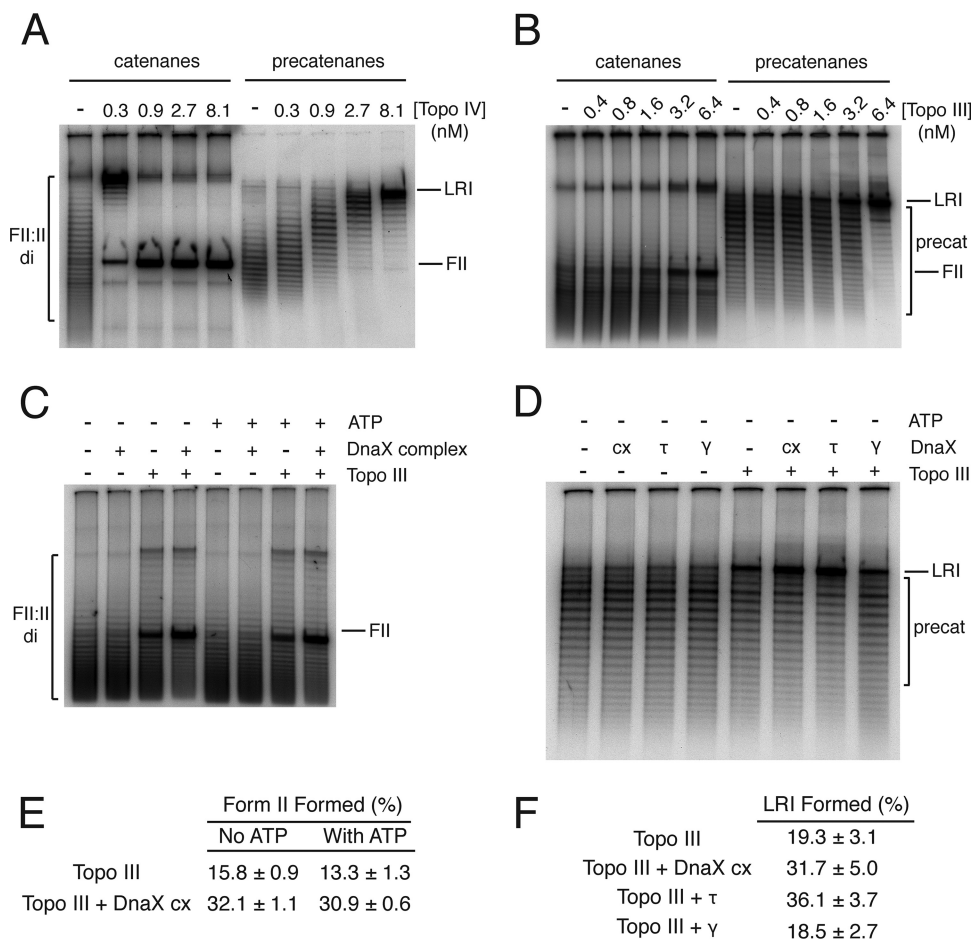 A
catenanes precatenanes
- 0.3 0.9 2.7 8.1 - 0.3 0.9 2.7 8.1 [Topo IV]
(nM)
LRI
FII:II
di
FII
B
catenanes precatenanes
- 0.4 0.8 1.6 3.2 6.4 - 0.4 0.8 1.6 3.2 6.4 [Topo III]
(nM)
LRI
precat
FII
C
- - - - + + + + ATP
- + - + - + - + DnaX complex
- - + + - - + + Topo III
FII:II
di
FII
D
- - - - - - - - ATP
- cx τ γ - cx τ γ DnaX
- - - - + + + + Topo III
LRI
precat
E
Form II Formed (%)
No ATP With ATP
Topo III 15.8 ± 0.9 13.3 ± 1.3
Topo III + DnaX cx 32.1 ± 1.1 30.9 ± 0.6
F
LRI Formed (%)
Topo III 19.3 ± 3.1
Topo III + DnaX cx 31.7 ± 5.0
Topo III + τ 36.1 ± 3.7
Topo III + γ 18.5 ± 2.7